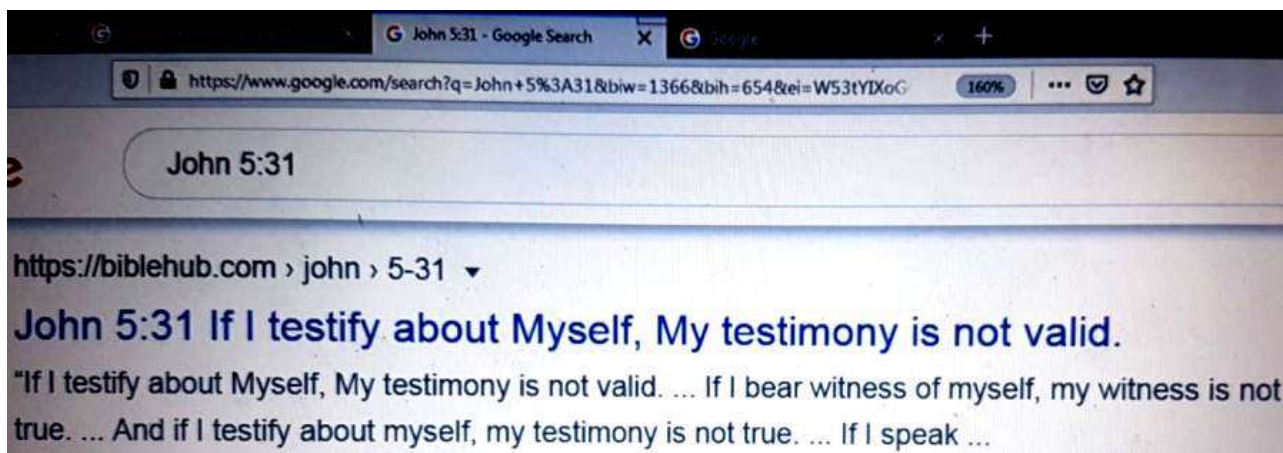 John 5:31 - Google Search
Google
https://www.google.com/search?q=John+5%3A31&biw=1366&bih=654&ei=W53tYIXoG
160%
John 5:31
https://biblehub.com › john › 5-31
John 5:31 If I testify about Myself, My testimony is not valid.
"If I testify about Myself, My testimony is not valid. ... If I bear witness of myself, my witness is not
true. ... And if I testify about myself, my testimony is not true. ... If I speak ...